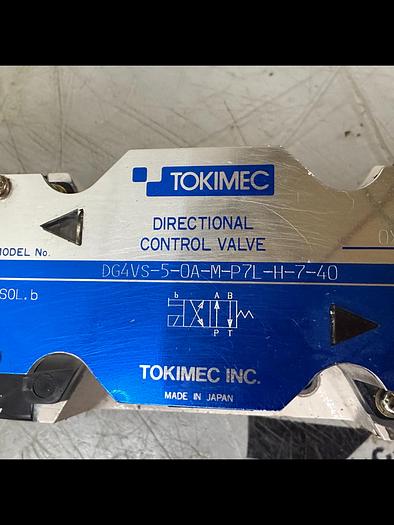 TOKIMEC
DIRECTIONAL
CONTROL VALVE
MODEL No.
DG4VS-5-0A-M-P7L-H-7-40
SOL.b
b A B
P T
TOKIMEC INC.
MADE IN JAPAN